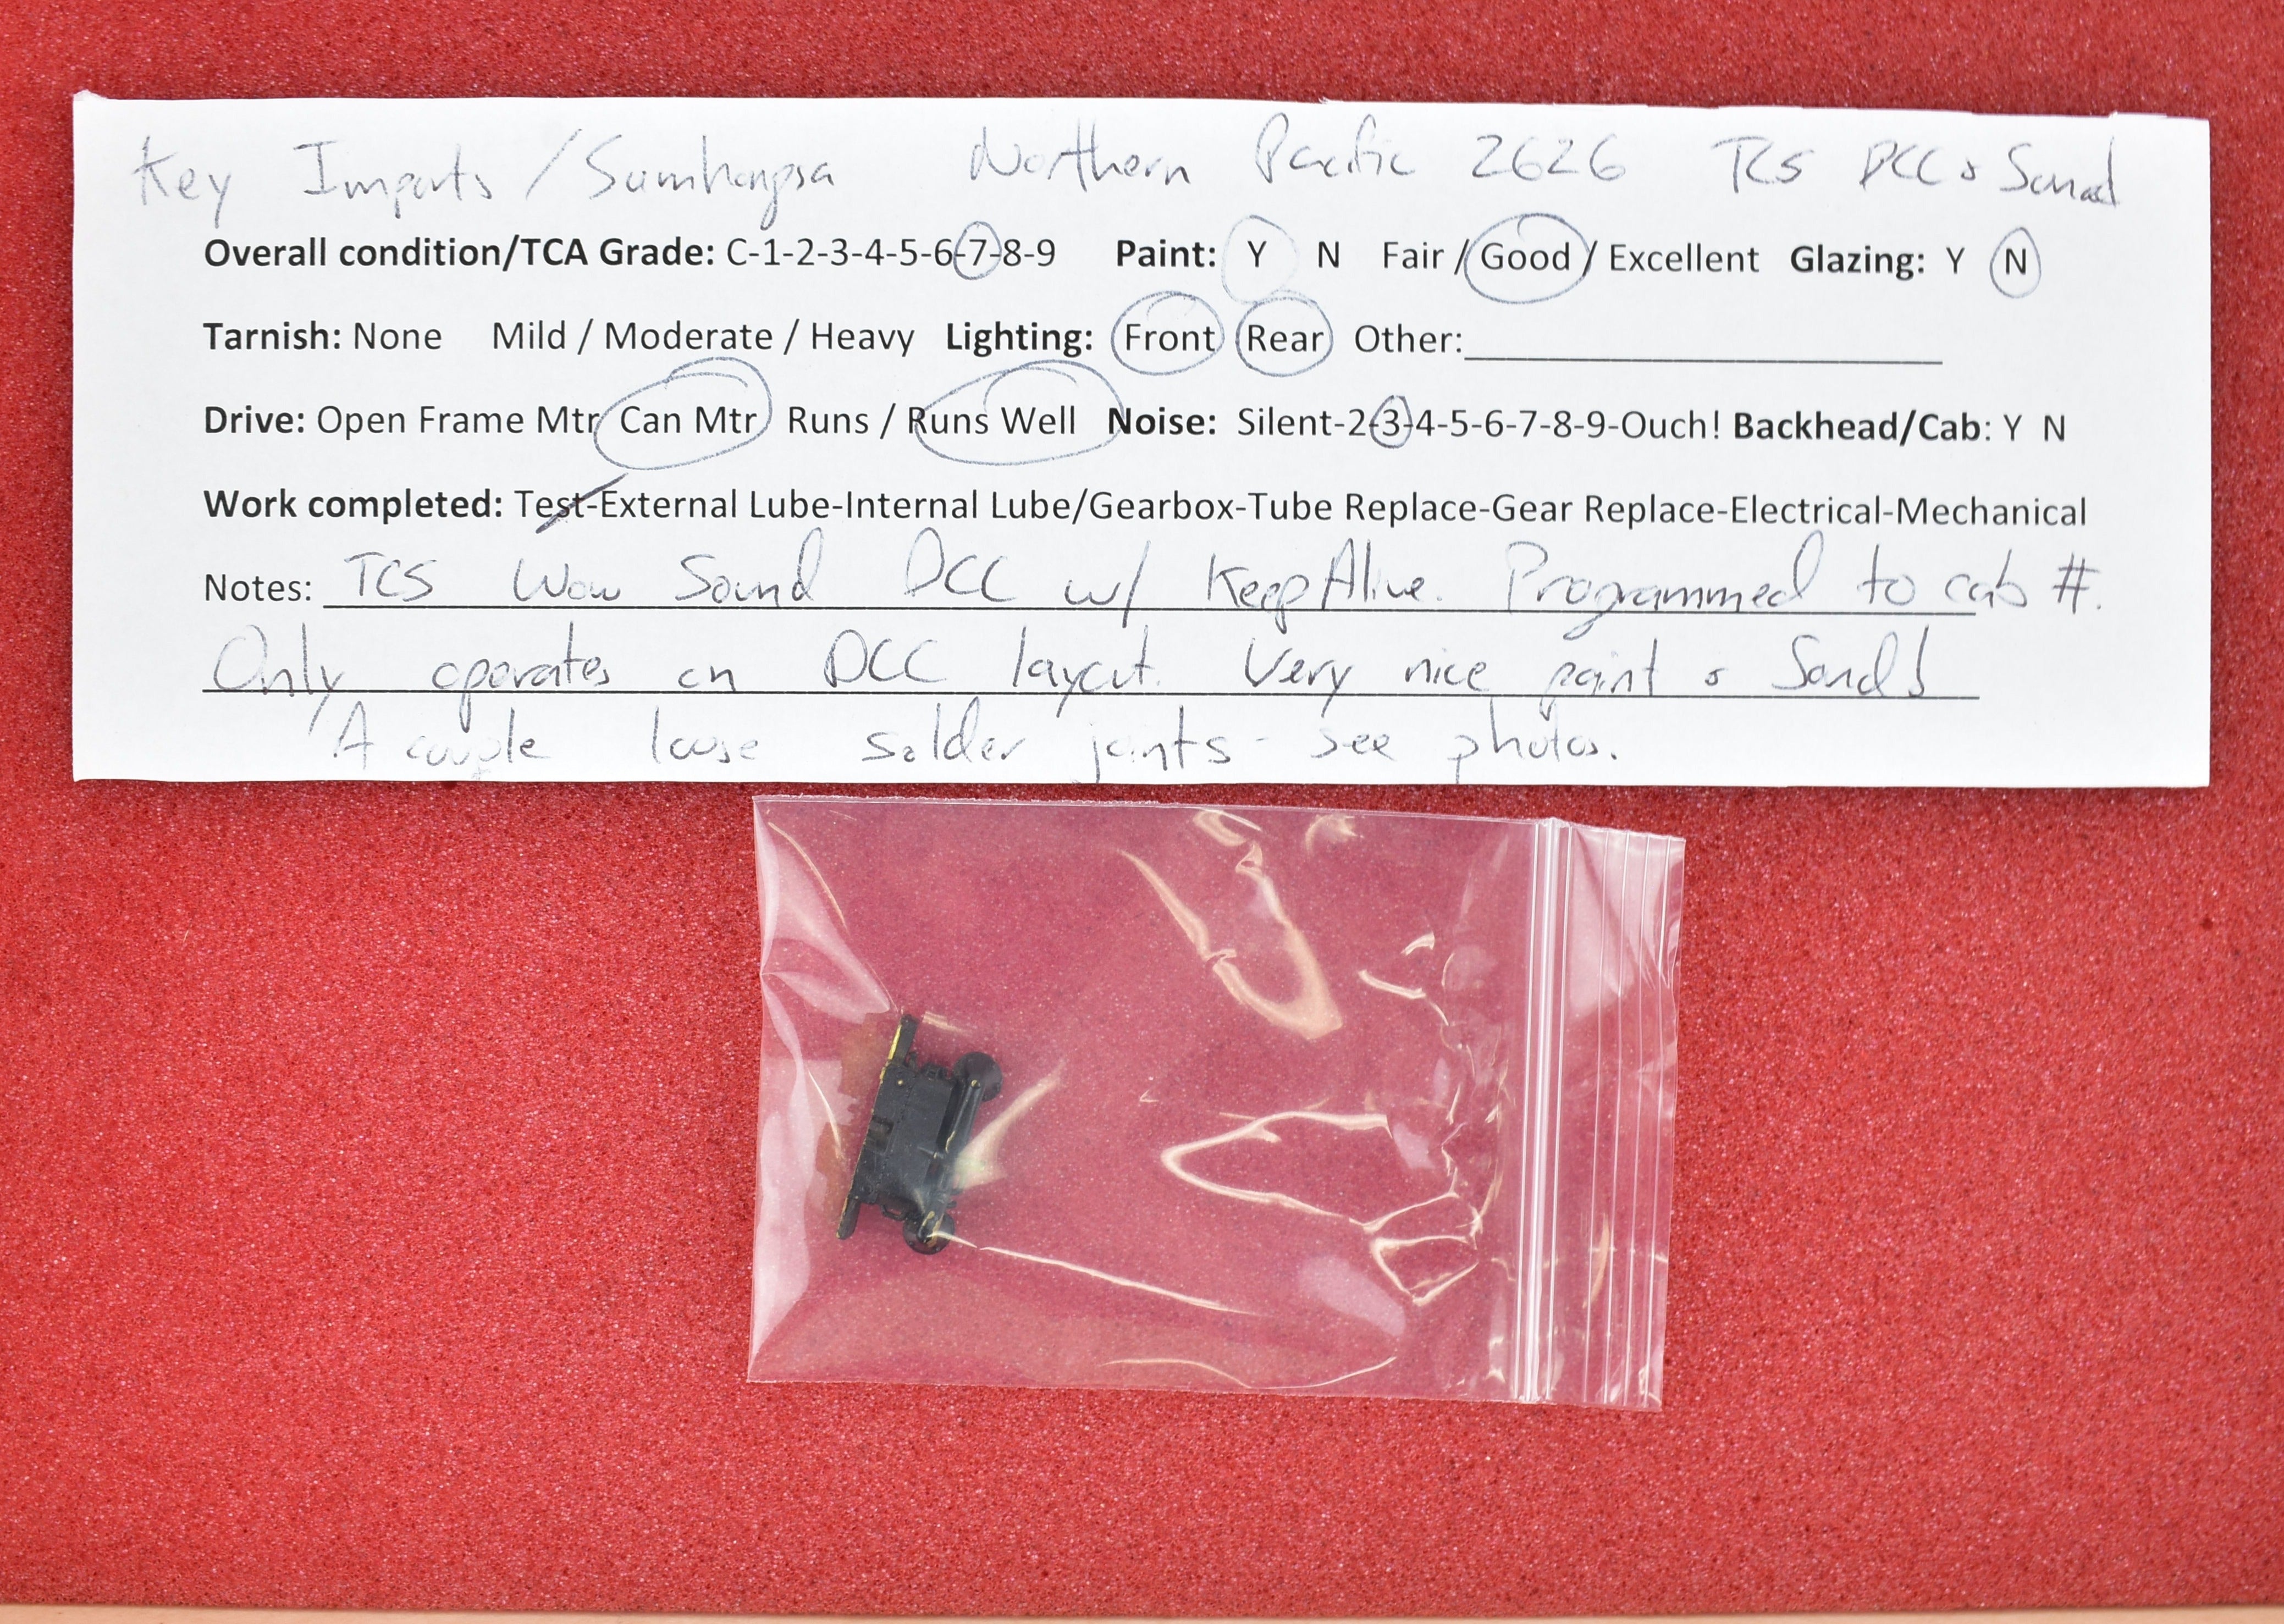 Key Imports / Samhongsa Northern Pacific 2626 TCS DCC & Sound
Overall condition/TCA Grade: C-1-2-3-4-5-6-7-8-9 Paint: Y N Fair / Good / Excellent Glazing: Y N
Tarnish: None Mild / Moderate / Heavy Lighting: Front Rear Other:
Drive: Open Frame Mtr Can Mtr Runs / Runs Well Noise: Silent-2-3-4-5-6-7-8-9-Ouch! Backhead/Cab: Y N
Work completed: Test-External Lube-Internal Lube/Gearbox-Tube Replace-Gear Replace-Electrical-Mechanical
Notes: TCS Wow Sound DCC w/ KeepAlive. Programmed to cab #.
Only operates on DCC layout. Very nice paint & Sound!
A couple loose solder joints - see photos.